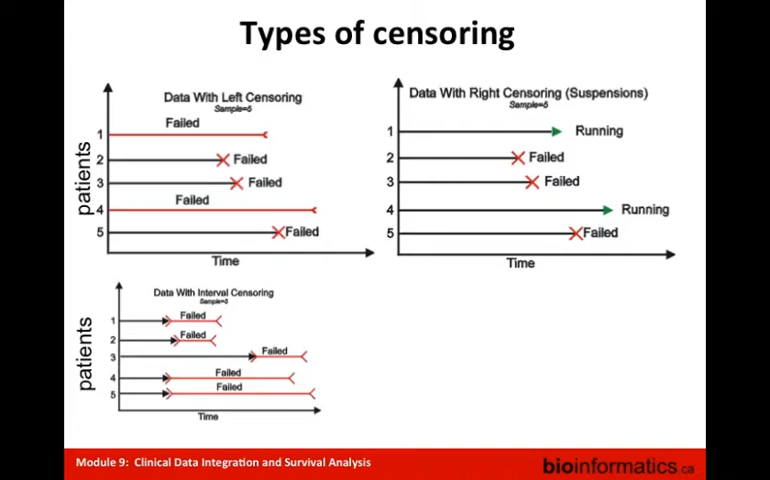 Types of censoring
Data With Left Censoring
Sample=5
patients
Failed
1
2
Failed
3
Failed
Failed
4
5
Failed
Time
Data With Right Censoring (Suspensions)
Sample=5
1
Running
2
Failed
3
Failed
4
Running
5
Failed
Time
Data With Interval Censoring
Sample=5
patients
1
Failed
2
Failed
3
Failed
4
Failed
5
Failed
Time
Module 9: Clinical Data Integration and Survival Analysis
bioinformatics.ca